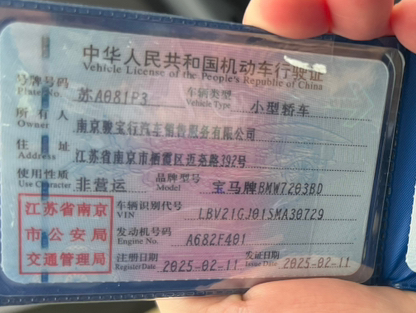 中华人民共和国机动车行驶证
Vehicle License of the People's Republic of China
号牌号码 Plate No. 苏A081P3 车辆类型 Vehicle Type 小型轿车
所有人 Owner 南京骏宝行汽车销售服务有限公司
住址 Address 江苏省南京市栖霞区迈尧路392号
使用性质 Use Character 非营运 品牌型号 Model 宝马牌BMW7203BD
江苏省南京 车辆识别代号 VIN LBV21GJ01SMA30729
市公安局 发动机号码 Engine No. A682F401
交通管理局 注册日期 Register Date 2025-02-11 发证日期 Issue Date 2025-02-11